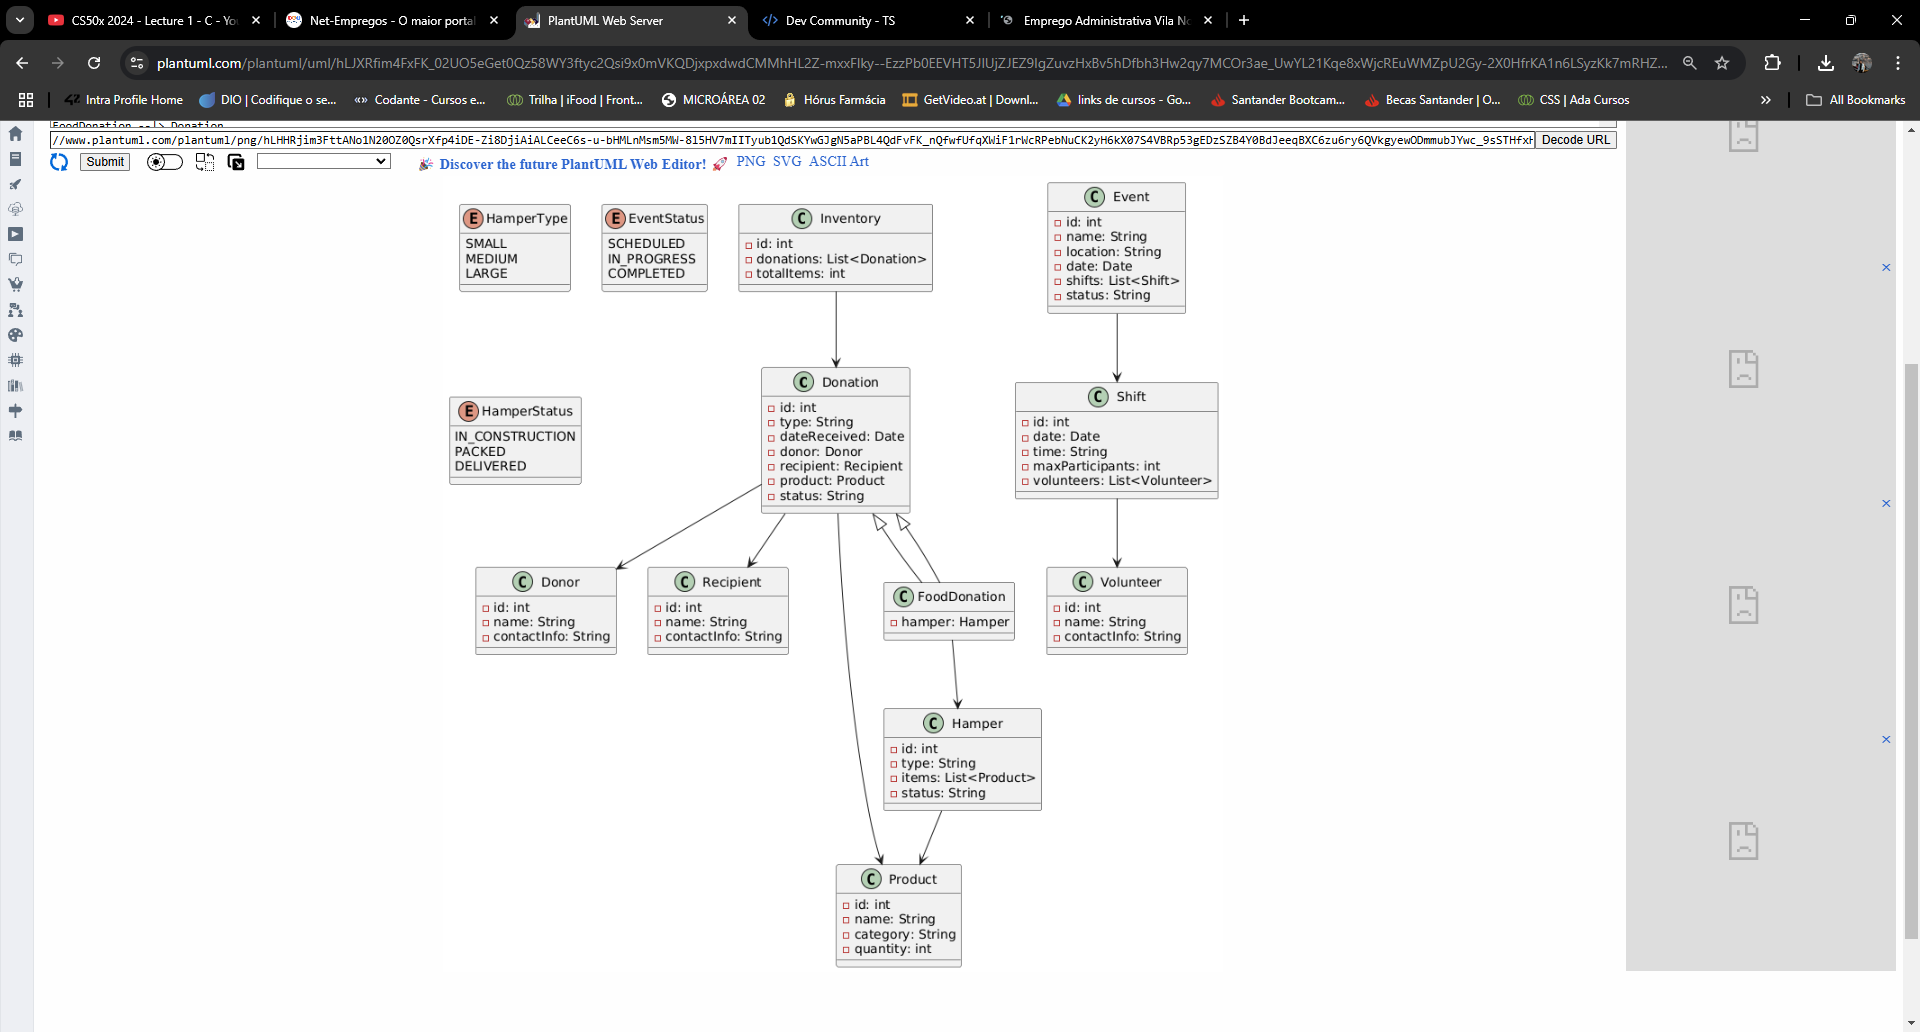 CS50x 2024 - Lecture 1 - C - Yo
Net-Empregos - O maior portal
PlantUML Web Server
Dev Community - TS
Emprego Administrativa Vila N
plantuml.com/plantuml/uml/hLJXRfim4FxFK_02UO5eGet0Qz58WY3ftyc2Qsi9x0mVKQDjxpxdwdCMMhHL2Z-mxxFlky--EzzPb0EEVHT5JlUjZJEZ9IgZuvzHxBv5hDfbh3Hw2qy7MCOr3ae_UwYL21Kqe8xWjcREuWMZpU2Gy-2X0HfrKA1n6LSyzKk7mRHZ...
Intra Profile Home
DIO | Codifique o se...
Codante - Cursos e...
Trilha | iFood | Front...
MICROÁREA 02
Hórus Farmácia
GetVideo.at | Downl...
links de cursos - Go...
Santander Bootcam...
Becas Santander | O...
CSS | Ada Cursos
»
All Bookmarks
FoodDonation --|> Donation
//www.plantuml.com/plantuml/png/hLHHRjim3FttANo1N20OZ0QsrXfp4iDE-Zi8DjiAiALCeeC6s-u-bHMLnMsm5MW-8l5HV7mIITyub1QdSKYwGJgN5aPBL4QdFvFK_nQfwfUfqXWiF1rWcRPebNuCK2yH6kX07S4VBRp53gEDzSZB4Y0BdJeeqBXC6zu6ry6QVkgyewODmmubJYwc_9sSTHfxH
Decode URL
Submit
Discover the future PlantUML Web Editor!
PNG SVG ASCII Art
E HamperType
SMALL
MEDIUM
LARGE
E EventStatus
SCHEDULED
IN_PROGRESS
COMPLETED
C Inventory
id: int
donations: List<Donation>
totalItems: int
C Event
id: int
name: String
location: String
date: Date
shifts: List<Shift>
status: String
E HamperStatus
IN_CONSTRUCTION
PACKED
DELIVERED
C Donation
id: int
type: String
dateReceived: Date
donor: Donor
recipient: Recipient
product: Product
status: String
C Shift
id: int
date: Date
time: String
maxParticipants: int
volunteers: List<Volunteer>
C Donor
id: int
name: String
contactInfo: String
C Recipient
id: int
name: String
contactInfo: String
C FoodDonation
hamper: Hamper
C Volunteer
id: int
name: String
contactInfo: String
C Hamper
id: int
type: String
items: List<Product>
status: String
C Product
id: int
name: String
category: String
quantity: int